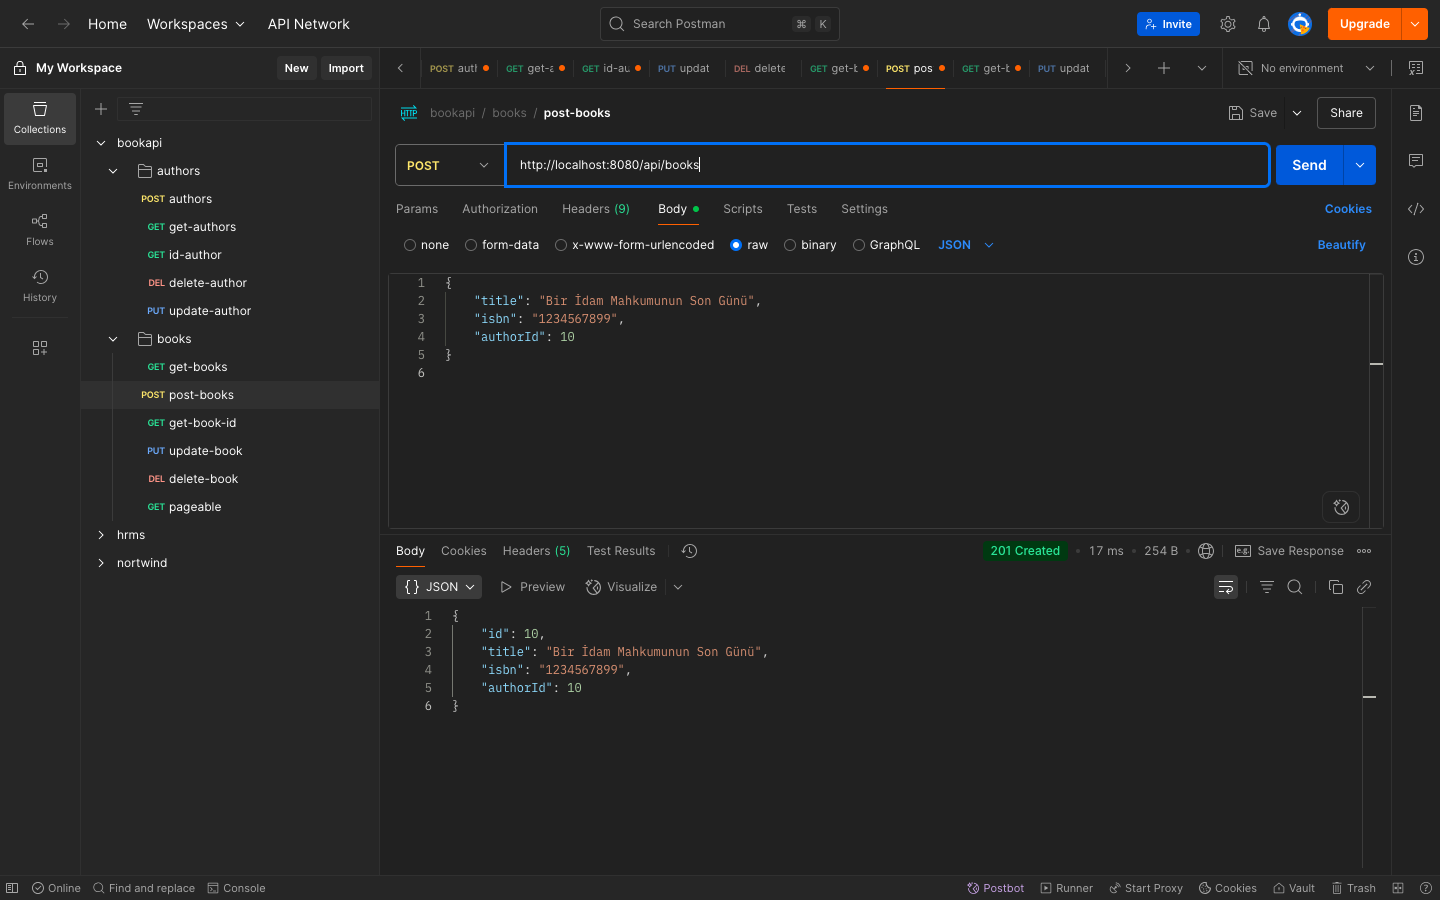 Home Workspaces API Network Search Postman ⌘ K Invite Upgrade
My Workspace New Import POST auth GET get-a GET id-au PUT updat DEL delete GET get-b POST pos GET get-b PUT updat No environment
HTTP bookapi / books / post-books Save Share
Collections
Environments
Flows
History
bookapi
authors
POST authors
GET get-authors
GET id-author
DEL delete-author
PUT update-author
books
GET get-books
POST post-books
GET get-book-id
PUT update-book
DEL delete-book
GET pageable
hrms
nortwind
POST http://localhost:8080/api/books Send
Params Authorization Headers (9) Body Scripts Tests Settings Cookies
none form-data x-www-form-urlencoded raw binary GraphQL JSON Beautify
1 {
2 "title": "Bir İdam Mahkumunun Son Günü",
3 "isbn": "1234567899",
4 "authorId": 10
5 }
6
Body Cookies Headers (5) Test Results 201 Created 17 ms 254 B e.g. Save Response
{} JSON Preview Visualize
1 {
2 "id": 10,
3 "title": "Bir İdam Mahkumunun Son Günü",
4 "isbn": "1234567899",
5 "authorId": 10
6 }
Online Find and replace Console Postbot Runner Start Proxy Cookies Vault Trash